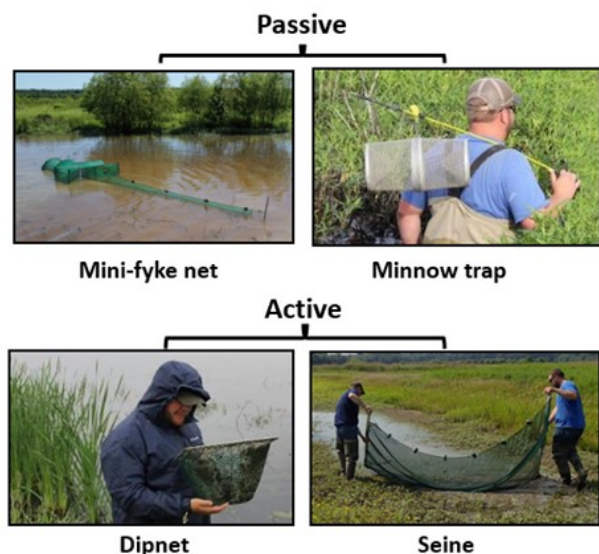 Passive
Mini-fyke net
Minnow trap
Active
Dipnet
Seine